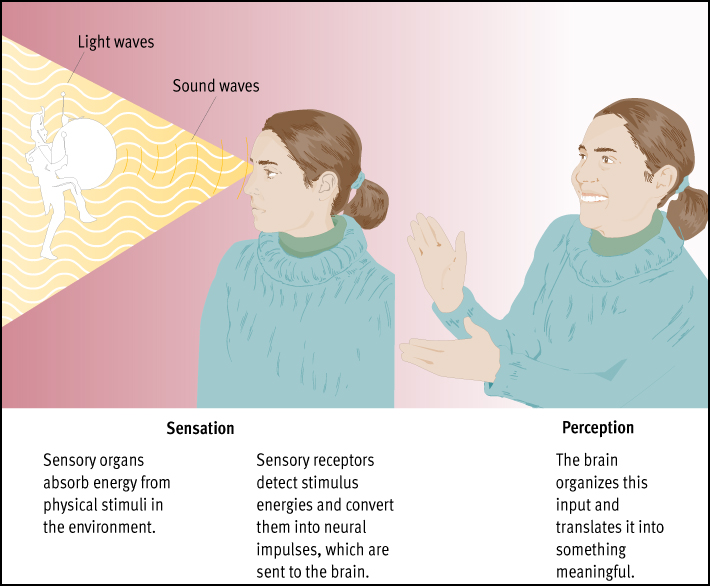 Light waves
Sound waves
Sensation
Sensory organs
absorb energy from
physical stimuli in
the environment.
Sensory receptors
detect stimulus
energies and convert
them into neural
impulses, which are
sent to the brain.
Perception
The brain
organizes this
input and
translates it into
something
meaningful.